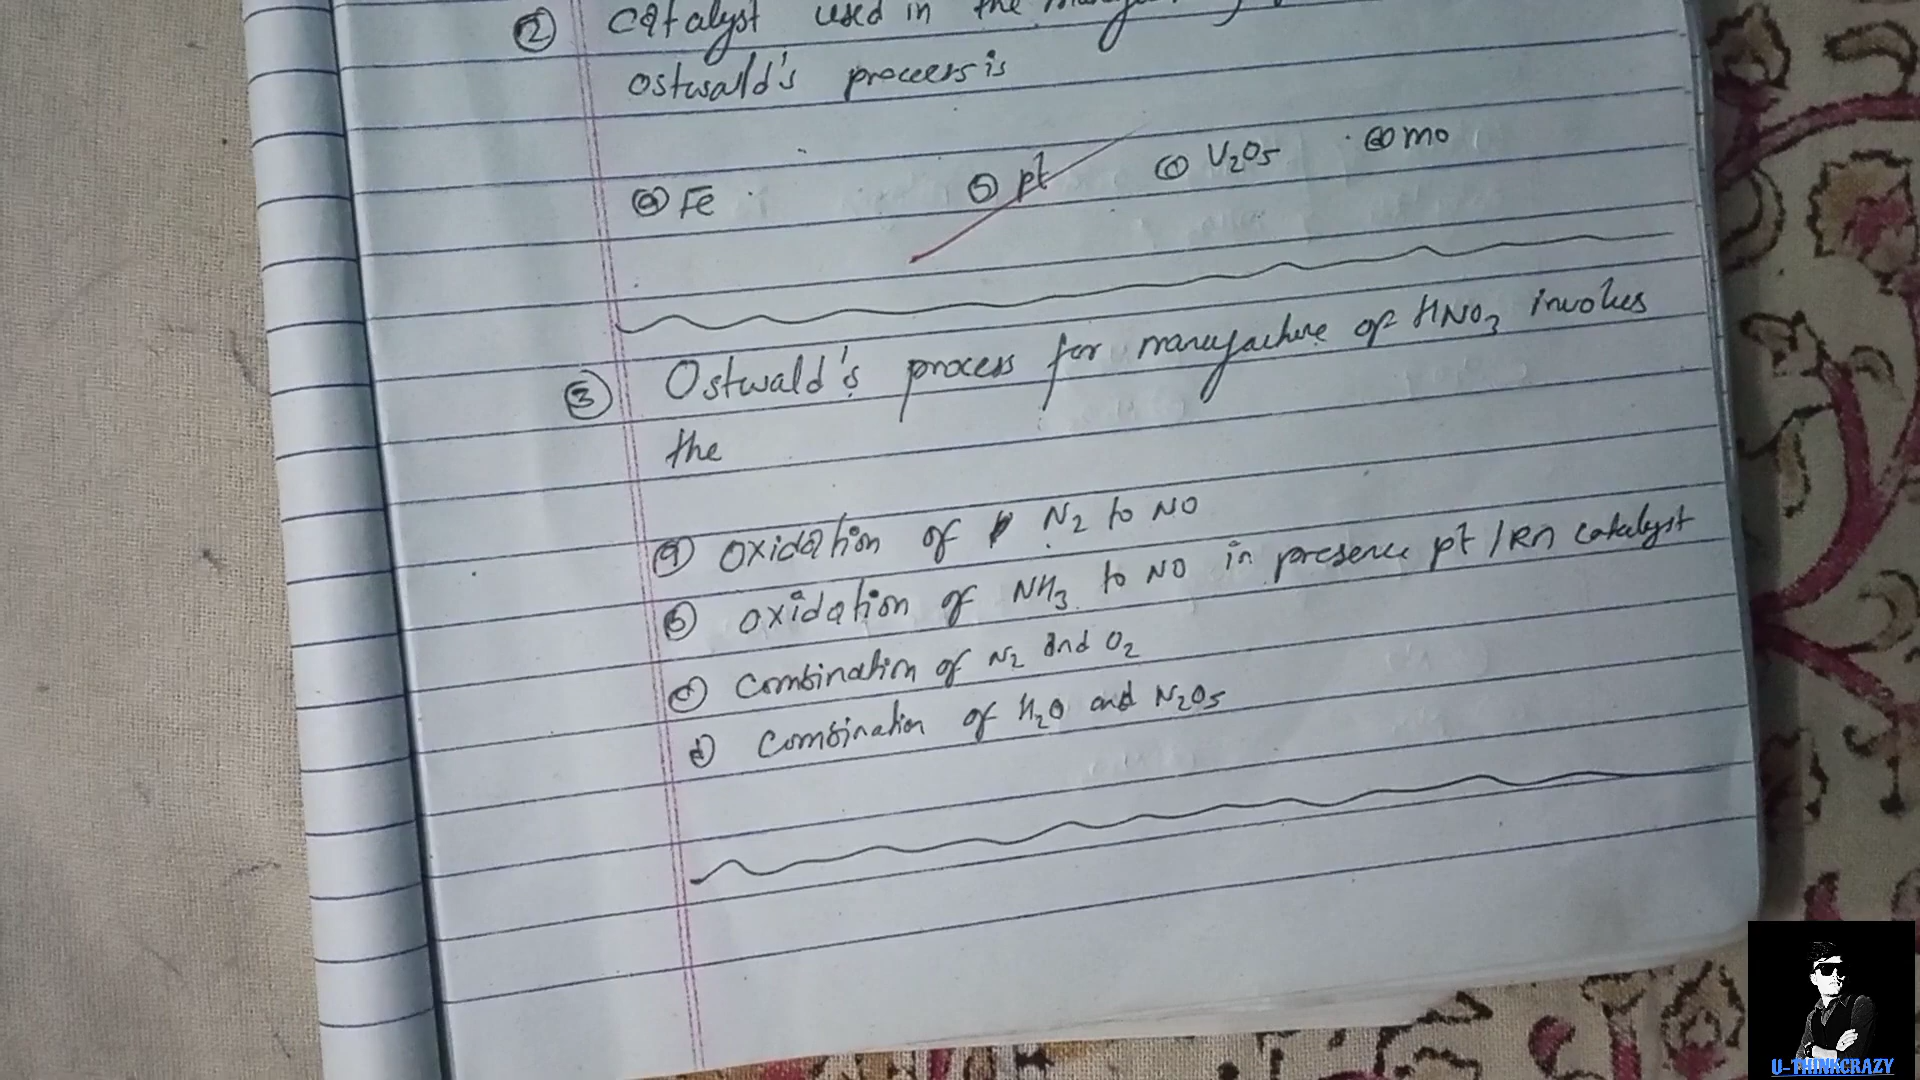 ② Catalyst used in the
Ostwald's process is
ⓐ Fe ⓑ pt ⓒ V₂O₅ ⓓ mo
③ Ostwald's process for manufacture of HNO₃ involves
the
ⓐ oxidation of N₂ to NO
ⓑ oxidation of NH₃ to NO in presence pt / Rn catalyst
ⓒ Combination of N₂ and O₂
ⓓ Combination of H₂O and N₂O₅
U-THINKCRAZY